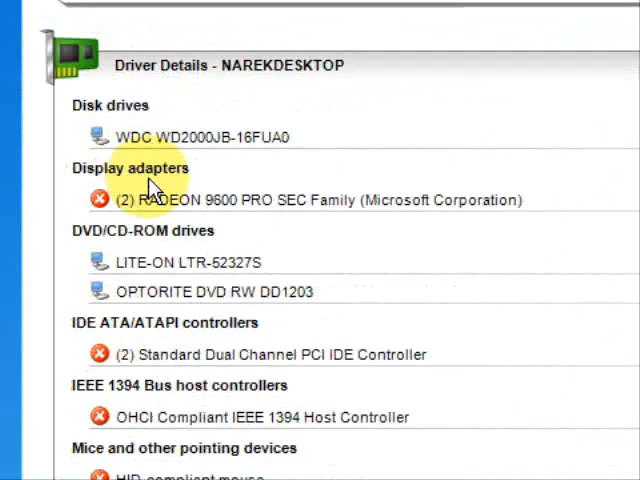 Driver Details - NAREKDESKTOP
Disk drives
WDC WD2000JB-16FUA0
Display adapters
(2) RADEON 9600 PRO SEC Family (Microsoft Corporation)
DVD/CD-ROM drives
LITE-ON LTR-52327S
OPTORITE DVD RW DD1203
IDE ATA/ATAPI controllers
(2) Standard Dual Channel PCI IDE Controller
IEEE 1394 Bus host controllers
OHCI Compliant IEEE 1394 Host Controller
Mice and other pointing devices
HID-compliant mouse